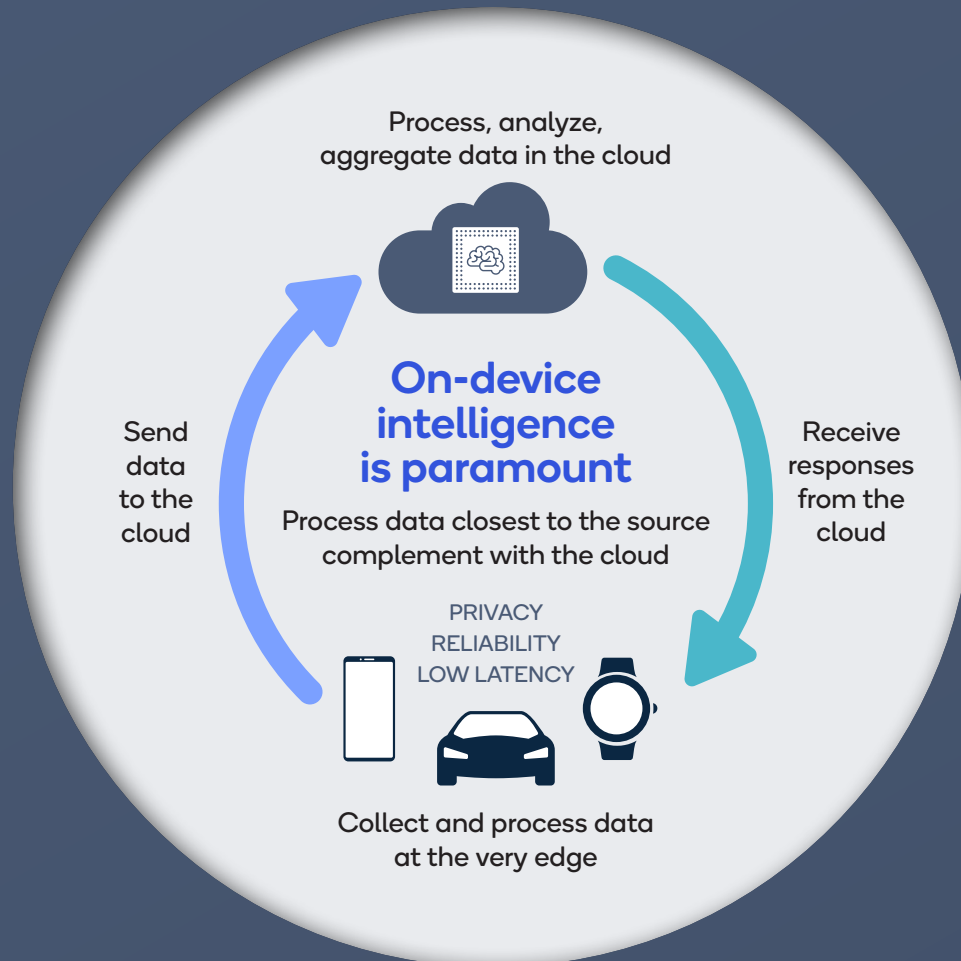 Process, analyze,
aggregate data in the cloud
On-device
intelligence
is paramount
Send
data
to the
cloud
Receive
responses
from the
cloud
Process data closest to the source
complement with the cloud
PRIVACY
RELIABILITY
LOW LATENCY
Collect and process data
at the very edge